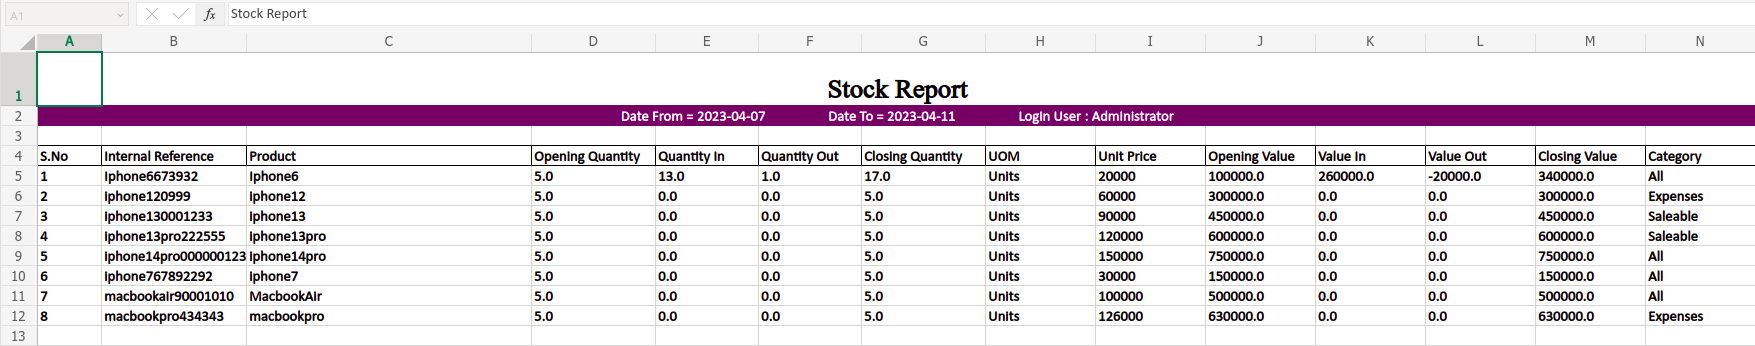 A1 fx Stock Report
A B C D E F G H I J K L M N
1 Stock Report
2 Date From = 2023-04-07 Date To = 2023-04-11 Login User : Administrator
3
4 S.No Internal Reference Product Opening Quantity Quantity In Quantity Out Closing Quantity UOM Unit Price Opening Value Value In Value Out Closing Value Category
5 1 Iphone6673932 Iphone6 5.0 13.0 1.0 17.0 Units 20000 100000.0 260000.0 -20000.0 340000.0 All
6 2 Iphone120999 Iphone12 5.0 0.0 0.0 5.0 Units 60000 300000.0 0.0 0.0 300000.0 Expenses
7 3 Iphone130001233 Iphone13 5.0 0.0 0.0 5.0 Units 90000 450000.0 0.0 0.0 450000.0 Saleable
8 4 Iphone13pro222555 Iphone13pro 5.0 0.0 0.0 5.0 Units 120000 600000.0 0.0 0.0 600000.0 Saleable
9 5 Iphone14pro000000123 Iphone14pro 5.0 0.0 0.0 5.0 Units 150000 750000.0 0.0 0.0 750000.0 All
10 6 Iphone767892292 Iphone7 5.0 0.0 0.0 5.0 Units 30000 150000.0 0.0 0.0 150000.0 All
11 7 macbookair90001010 MacbookAir 5.0 0.0 0.0 5.0 Units 100000 500000.0 0.0 0.0 500000.0 All
12 8 macbookpro434343 macbookpro 5.0 0.0 0.0 5.0 Units 126000 630000.0 0.0 0.0 630000.0 Expenses
13